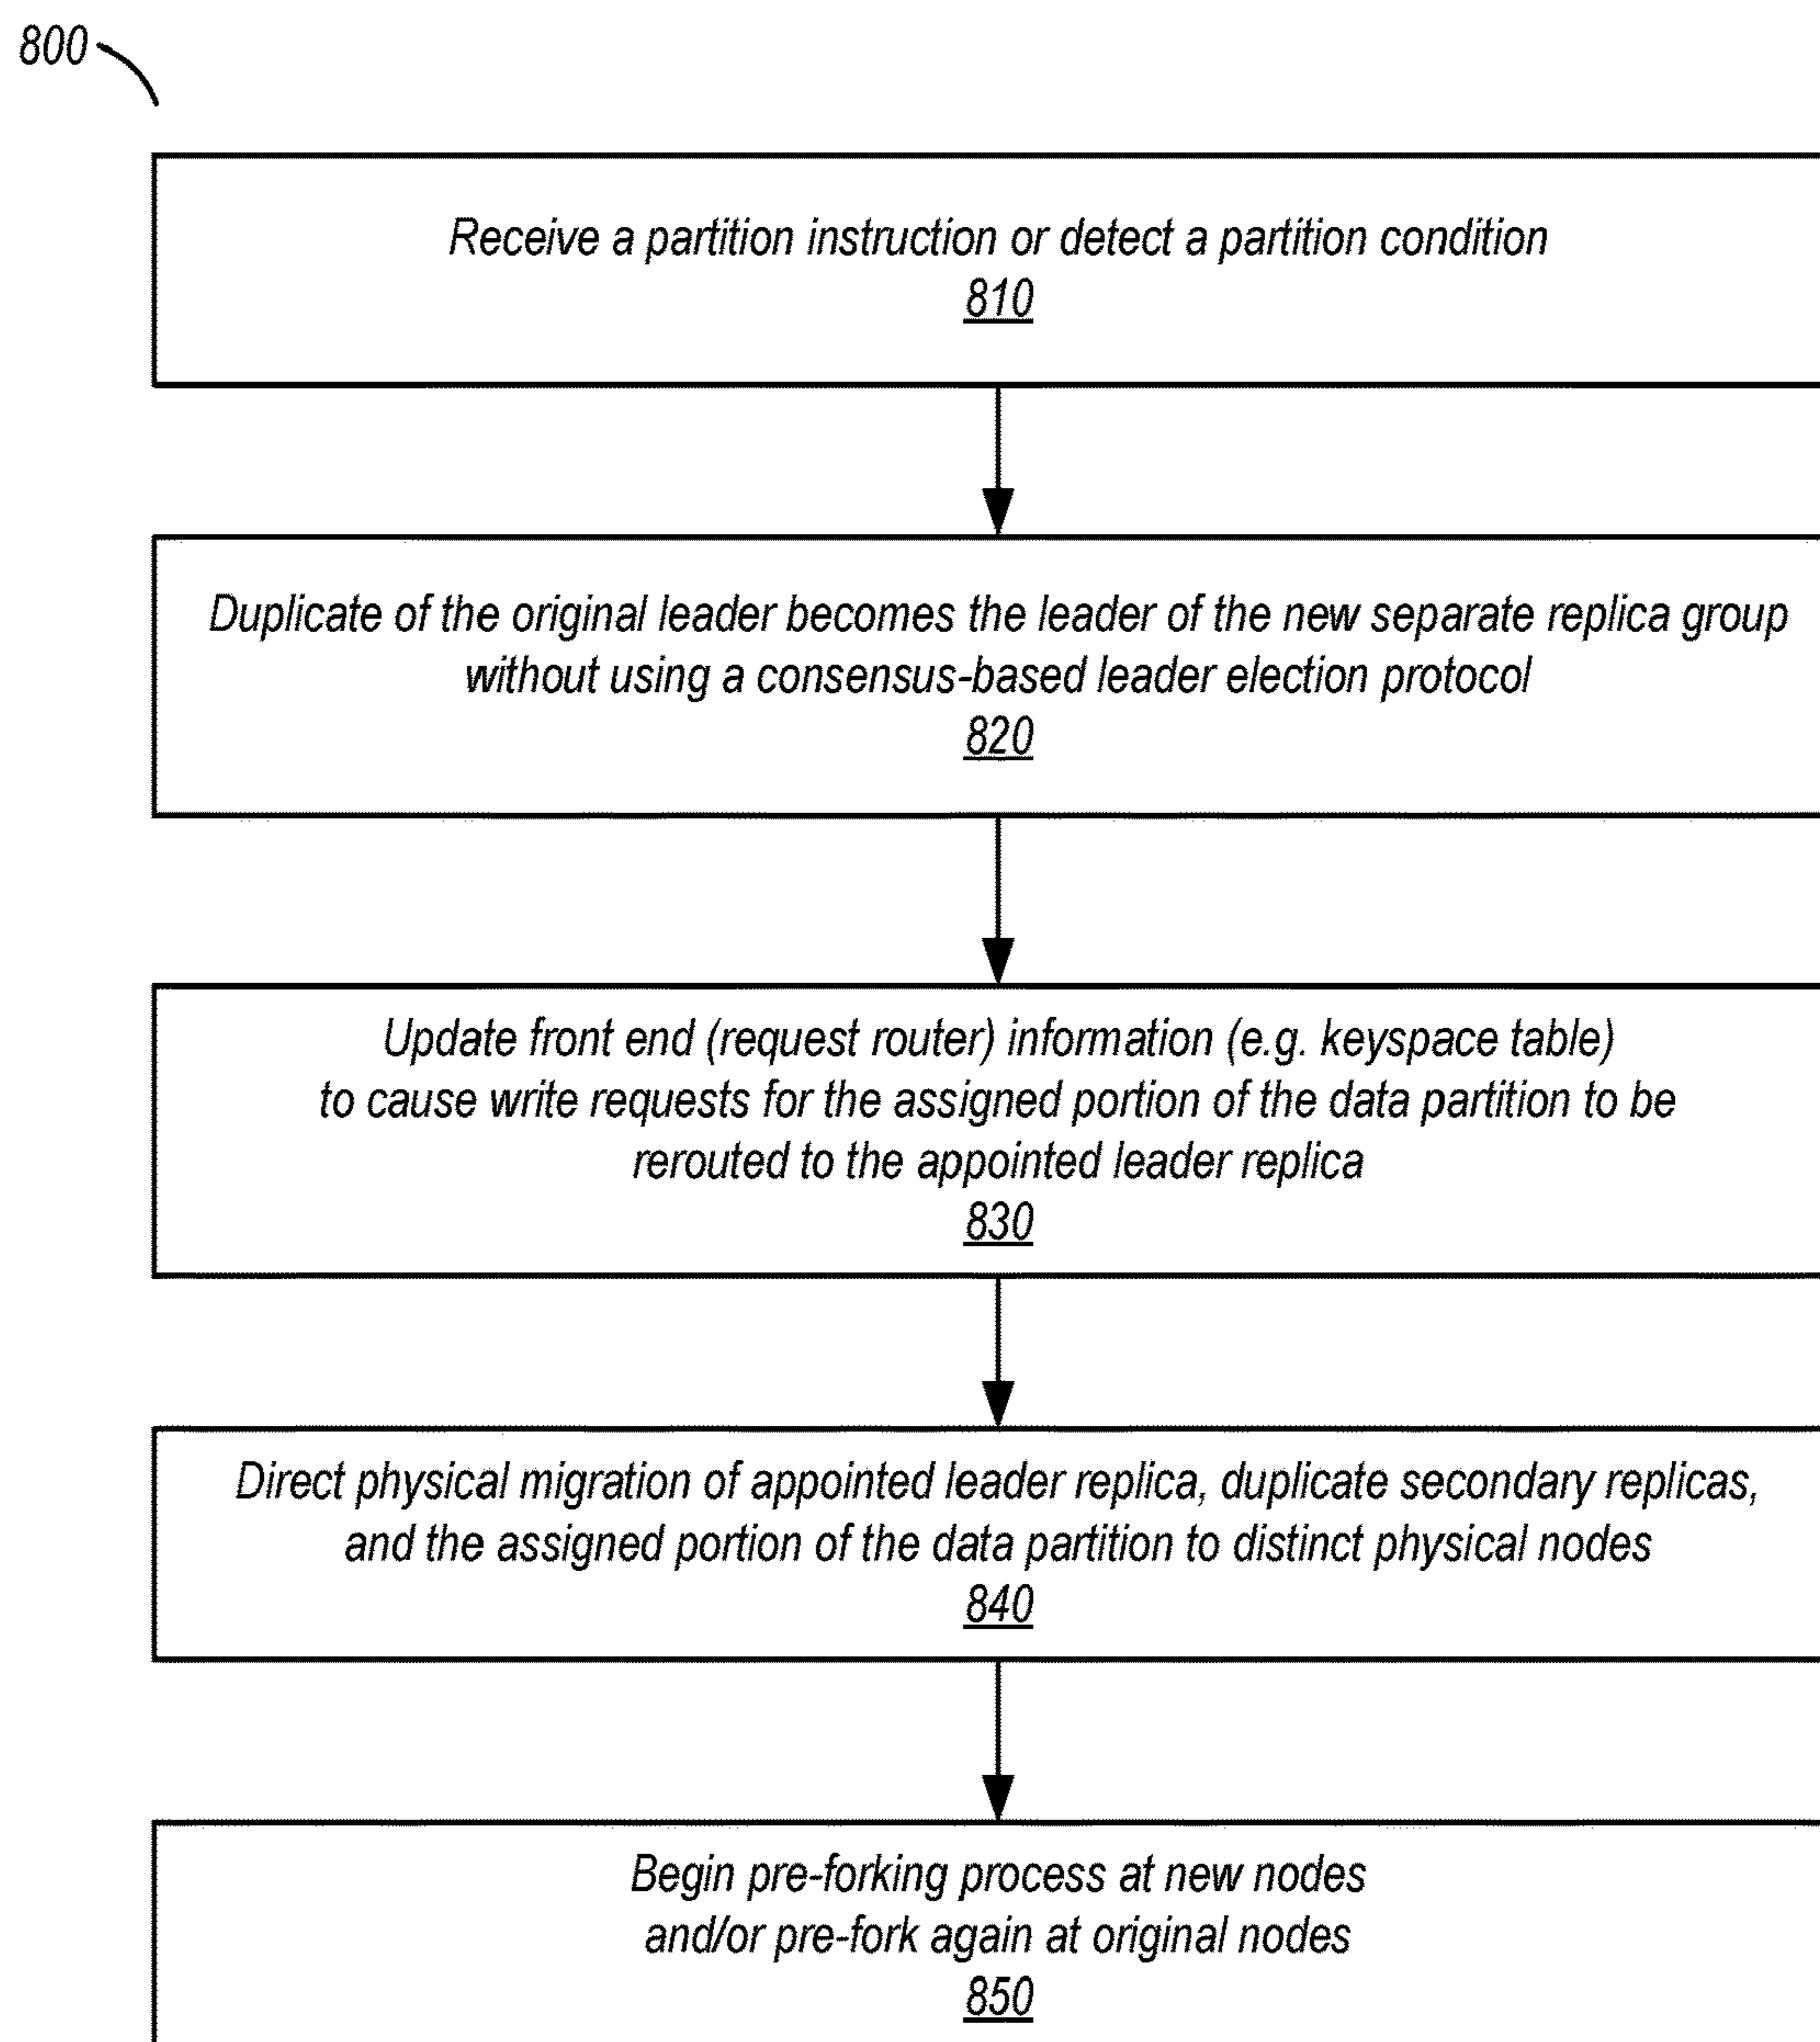 800
Receive a partition instruction or detect a partition condition
810
Duplicate of the original leader becomes the leader of the new separate replica group
without using a consensus-based leader election protocol
820
Update front end (request router) information (e.g. keyspace table)
to cause write requests for the assigned portion of the data partition to be
rerouted to the appointed leader replica
830
Direct physical migration of appointed leader replica, duplicate secondary replicas,
and the assigned portion of the data partition to distinct physical nodes
840
Begin pre-forking process at new nodes
and/or pre-fork again at original nodes
850